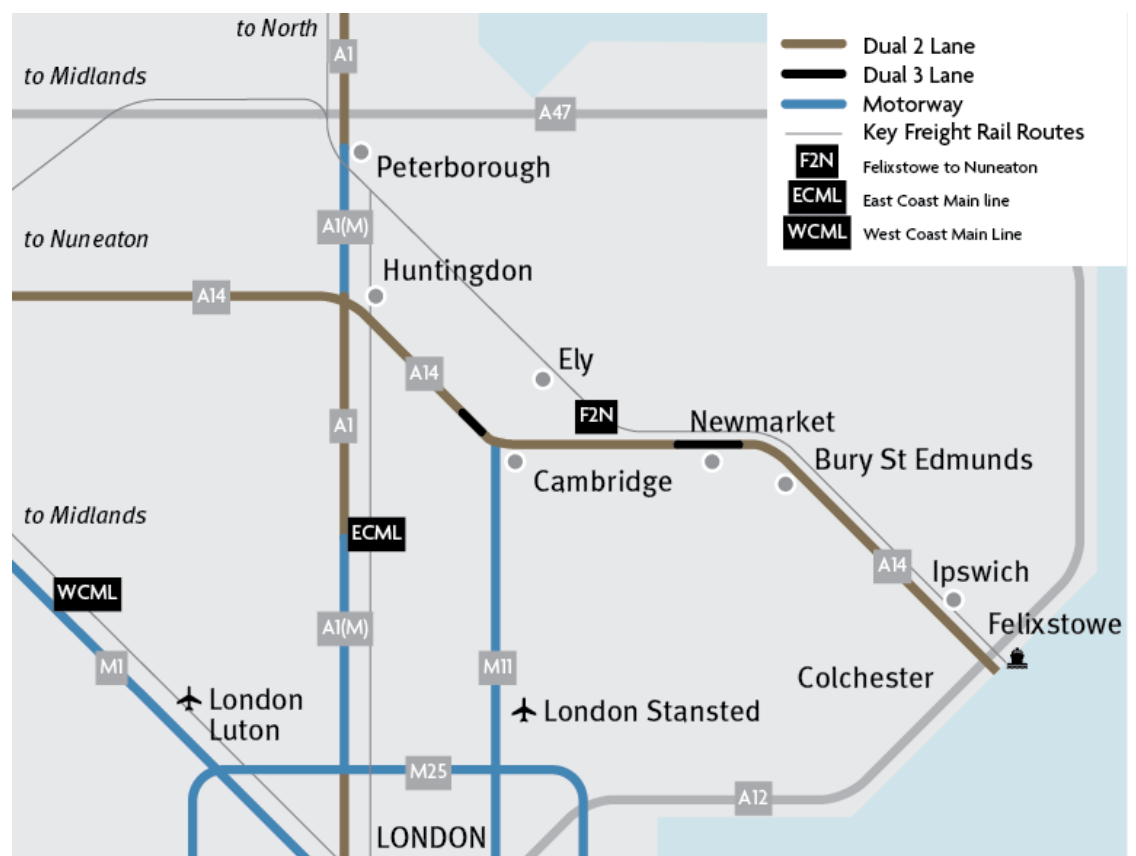 to North
A1
to Midlands
A47
Peterborough
A1(M)
to Nuneaton
Huntingdon
A14
A14
Ely
F2N
A1
Newmarket
Cambridge
Bury St Edmunds
to Midlands
ECML
A14
Ipswich
WCML
Felixstowe
A1(M)
M1
M11
Colchester
London
Luton
London Stansted
M25
A12
LONDON
Dual 2 Lane
Dual 3 Lane
Motorway
Key Freight Rail Routes
F2N Felixstowe to Nuneaton
ECML East Coast Main line
WCML West Coast Main Line